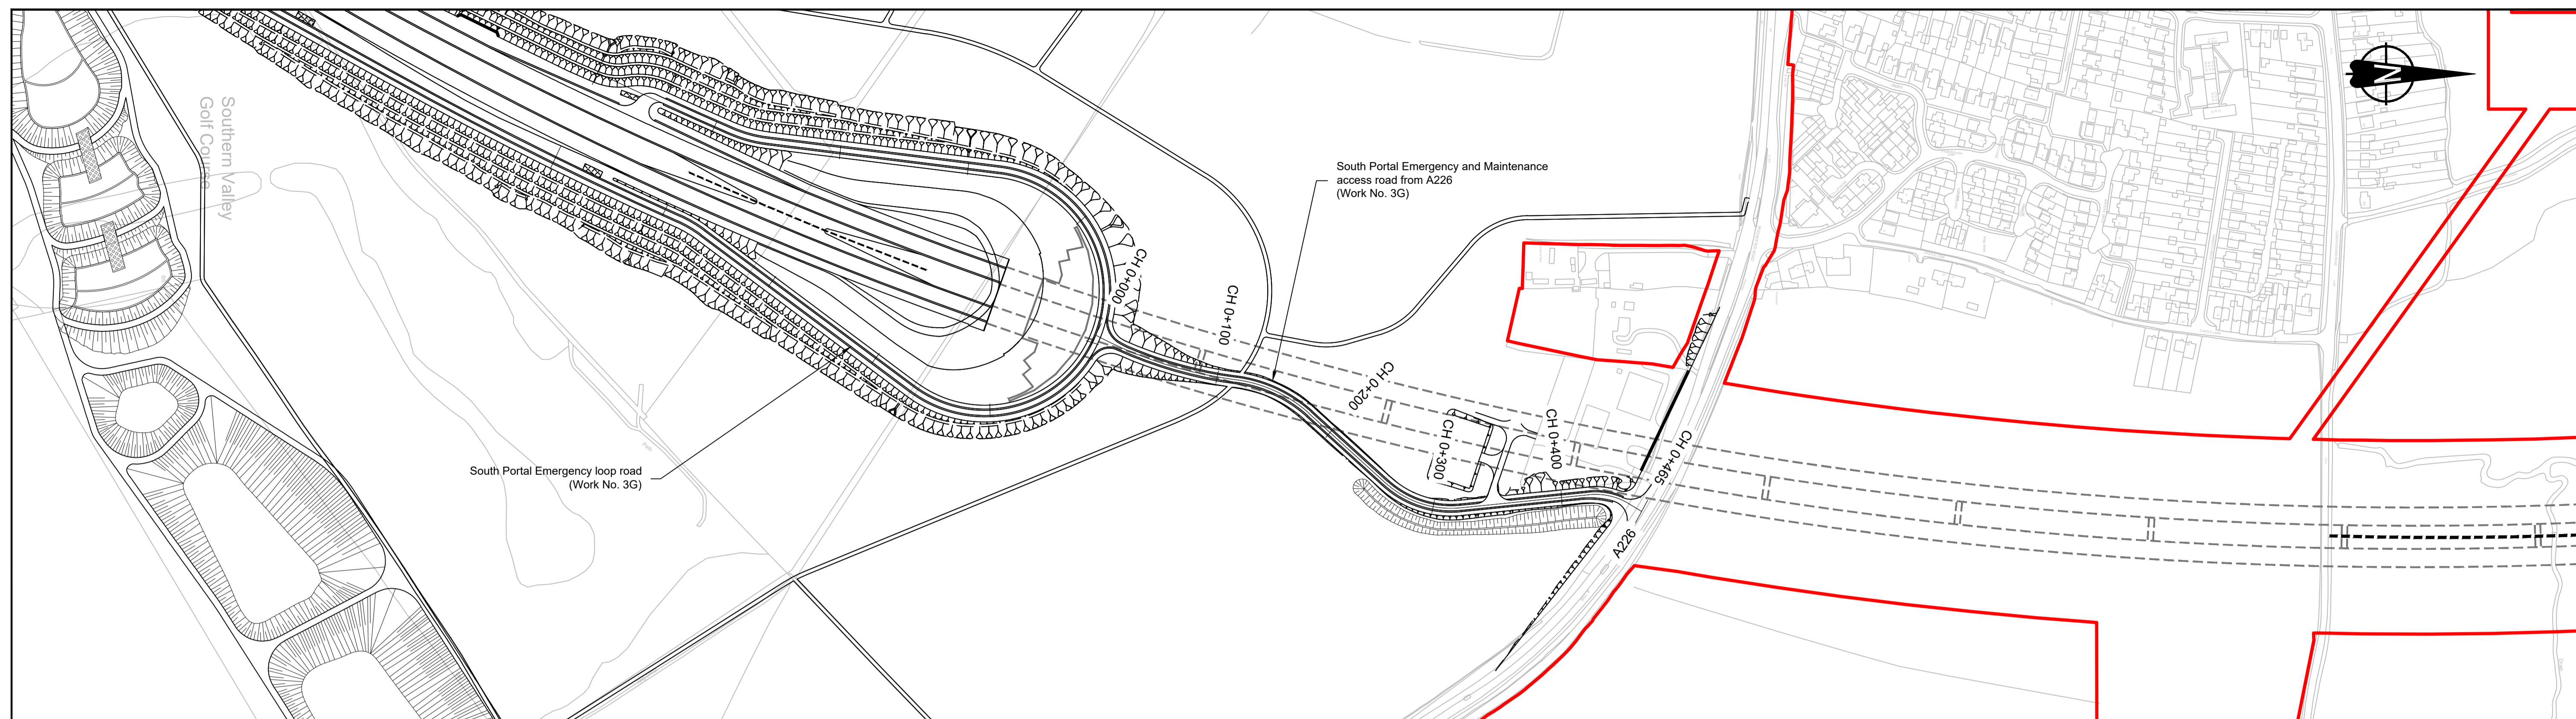 Southern Valley
Golf Course
South Portal Emergency and Maintenance
access road from A226
(Work No. 3G)
N
CH 0+000
CH 0+100
CH 0+200
CH 0+300
CH 0+400
CH 0+465
A226
South Portal Emergency loop road
(Work No. 3G)
Path